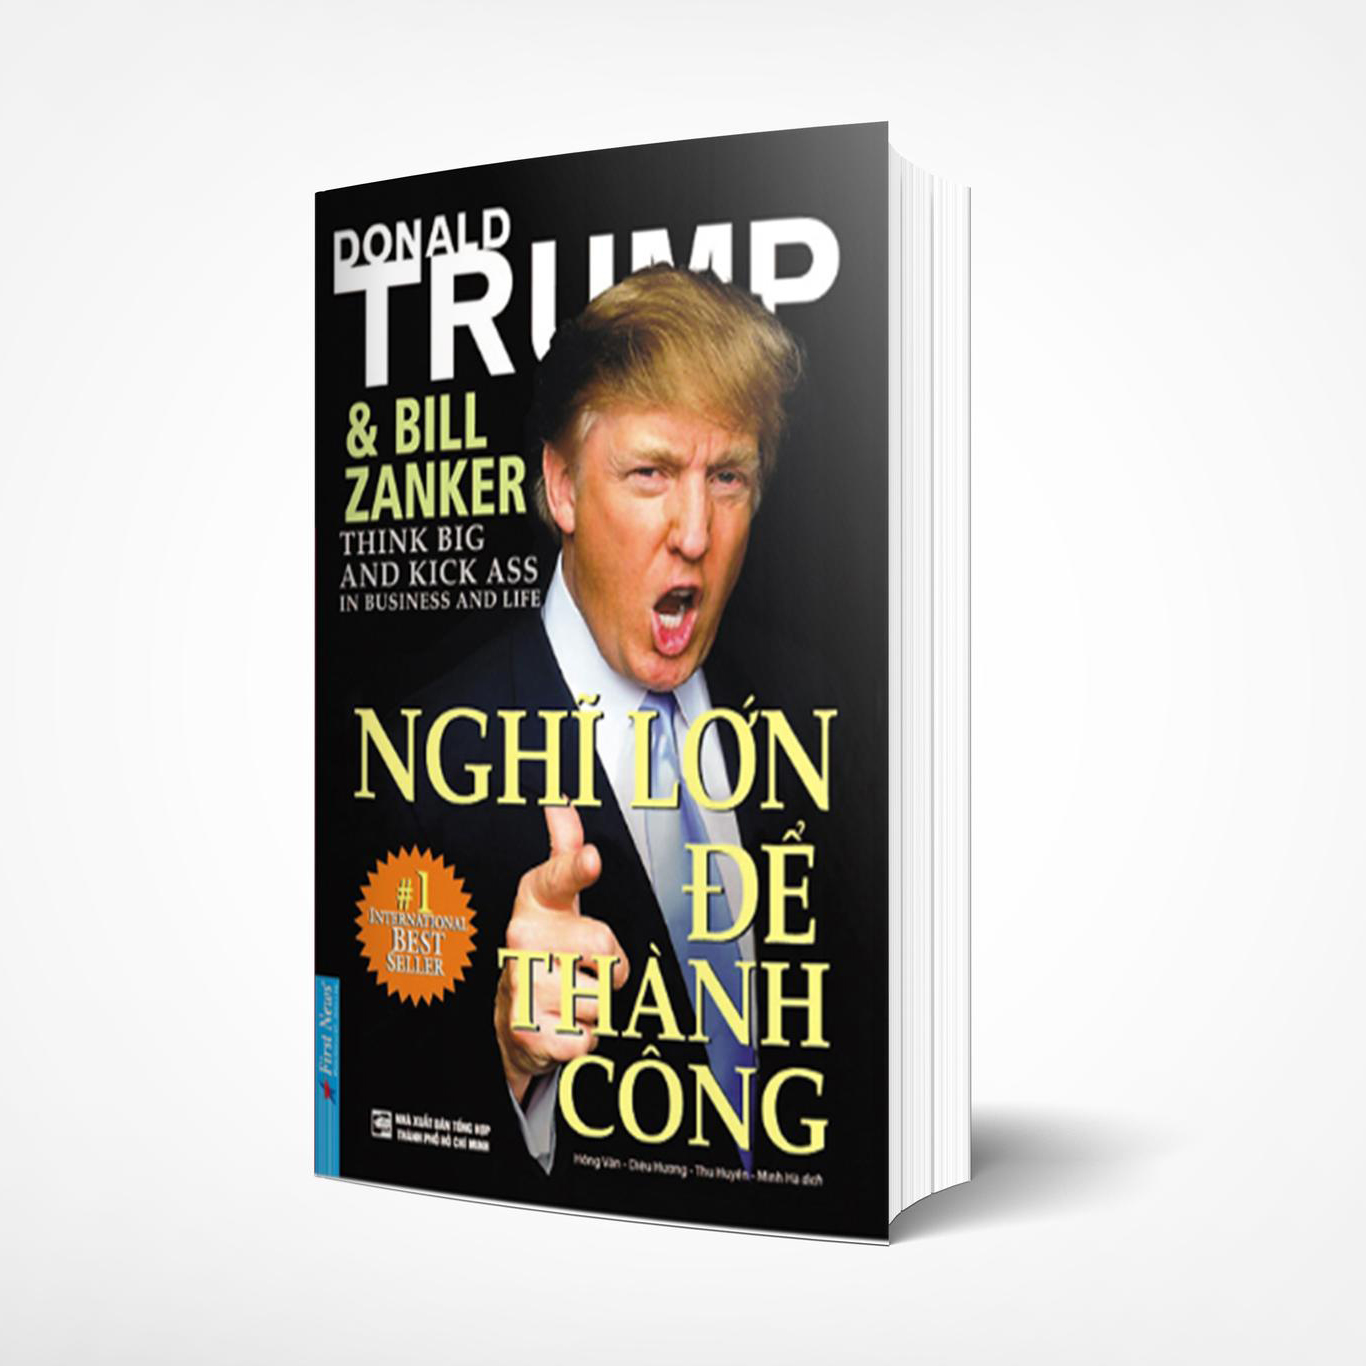 DONALD
TRUMP
& BILL
ZANKER
THINK BIG
AND KICK ASS
IN BUSINESS AND LIFE
NGHĨ LỚN
ĐỂ
THÀNH
CÔNG
#1
INTERNATIONAL
BEST
SELLER
First News
NHÀ XUẤT BẢN TỔNG HỢP
THÀNH PHỐ HỒ CHÍ MINH
Hồng Vân - Diệu Hương - Thu Huyền - Minh Hà dịch